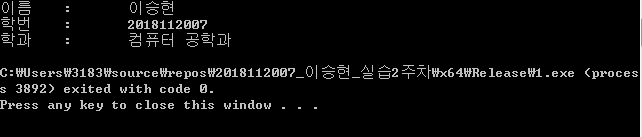 이름 : 이승현
학번 : 2018112007
학과 : 컴퓨터 공학과
C:₩Users₩3183₩source₩repos₩2018112007_이승현_실습2주차₩x64₩Release₩1.exe (proces
s 3892) exited with code 0.
Press any key to close this window . . .